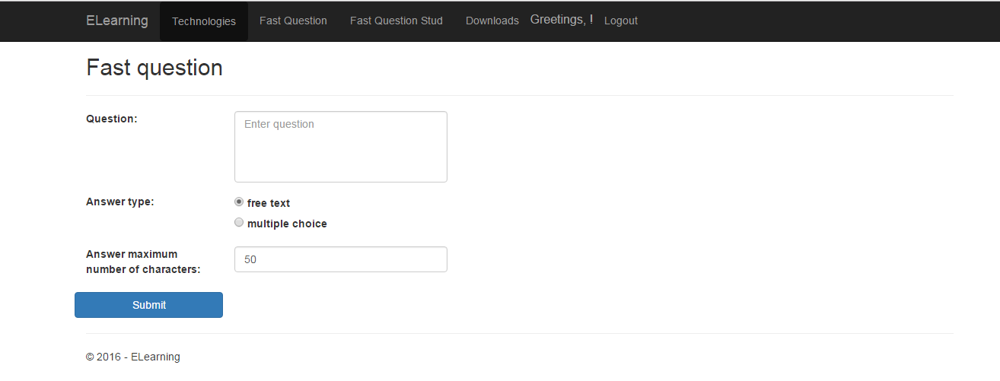 ELearning Technologies Fast Question Fast Question Stud Downloads Greetings, ! Logout
Fast question
Question:
Enter question
Answer type:
free text
multiple choice
Answer maximum
number of characters:
50
Submit
© 2016 - ELearning